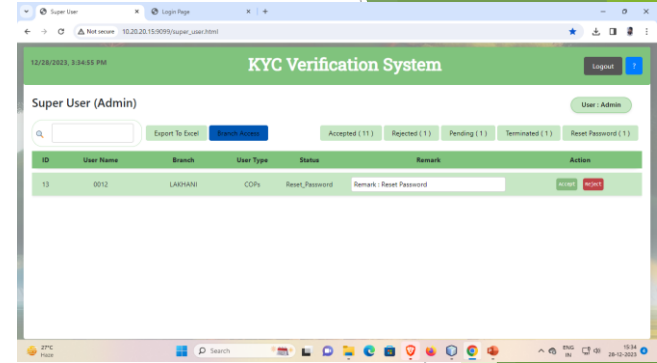 Super User
Login Page
Not secure 10.20.20.15:9099/super_user.html
12/28/2023, 3:34:55 PM
KYC Verification System
Logout
?
Super User (Admin)
User : Admin
Export To Excel
Branch Access
Accepted ( 11 )
Rejected ( 1 )
Pending ( 1 )
Terminated ( 1 )
Reset Password ( 1 )
ID User Name Branch User Type Status Remark Action
13 0012 LAKHANI COPs Reset_Password Remark : Reset Password accept reject
27°C
Haze
Search
ENG
IN
15:34
28-12-2023